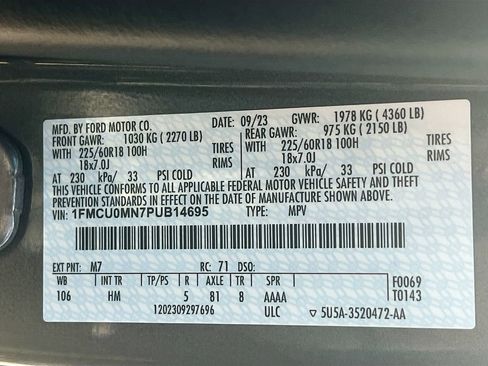 MFD. BY FORD MOTOR CO. DATE: 09/23 GVWR: 1978 KG ( 4360 LB)
FRONT GAWR: 1030 KG ( 2270 LB) REAR GAWR: 975 KG ( 2150 LB)
WITH 225/60R18 100H TIRES WITH 225/60R18 100H TIRES
18x7.0J RIMS 18x7.0J RIMS
AT 230 kPa/ 33 PSI COLD AT 230 kPa/ 33 PSI COLD
THIS VEHICLE CONFORMS TO ALL APPLICABLE FEDERAL MOTOR VEHICLE SAFETY AND THEFT
PREVENTION STANDARDS IN EFFECT ON THE DATE OF MANUFACTURE SHOWN ABOVE.
1FMCU0MN7PUB14695 TYPE: MPV
EXT PNT: M7 RC: 71 DSO:
WB INT TR TP/PS R AXLE TR SPR F0069
106 HM 5 81 8 AAAA T0143
1202309297696 ULC 5U5A-3520472-AA